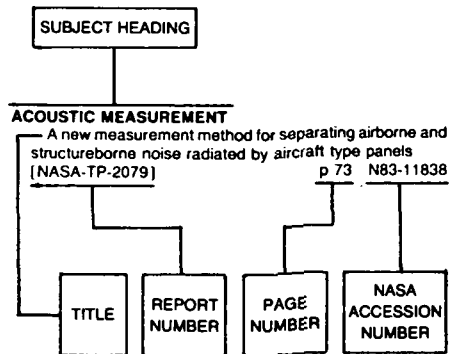 SUBJECT HEADING
ACOUSTIC MEASUREMENT
A new measurement method for separating airborne and
structureborne noise radiated by aircraft type panels
[NASA-TP-2079] p 73 N83-11838
TITLE
REPORT
NUMBER
PAGE
NUMBER
NASA
ACCESSION
NUMBER